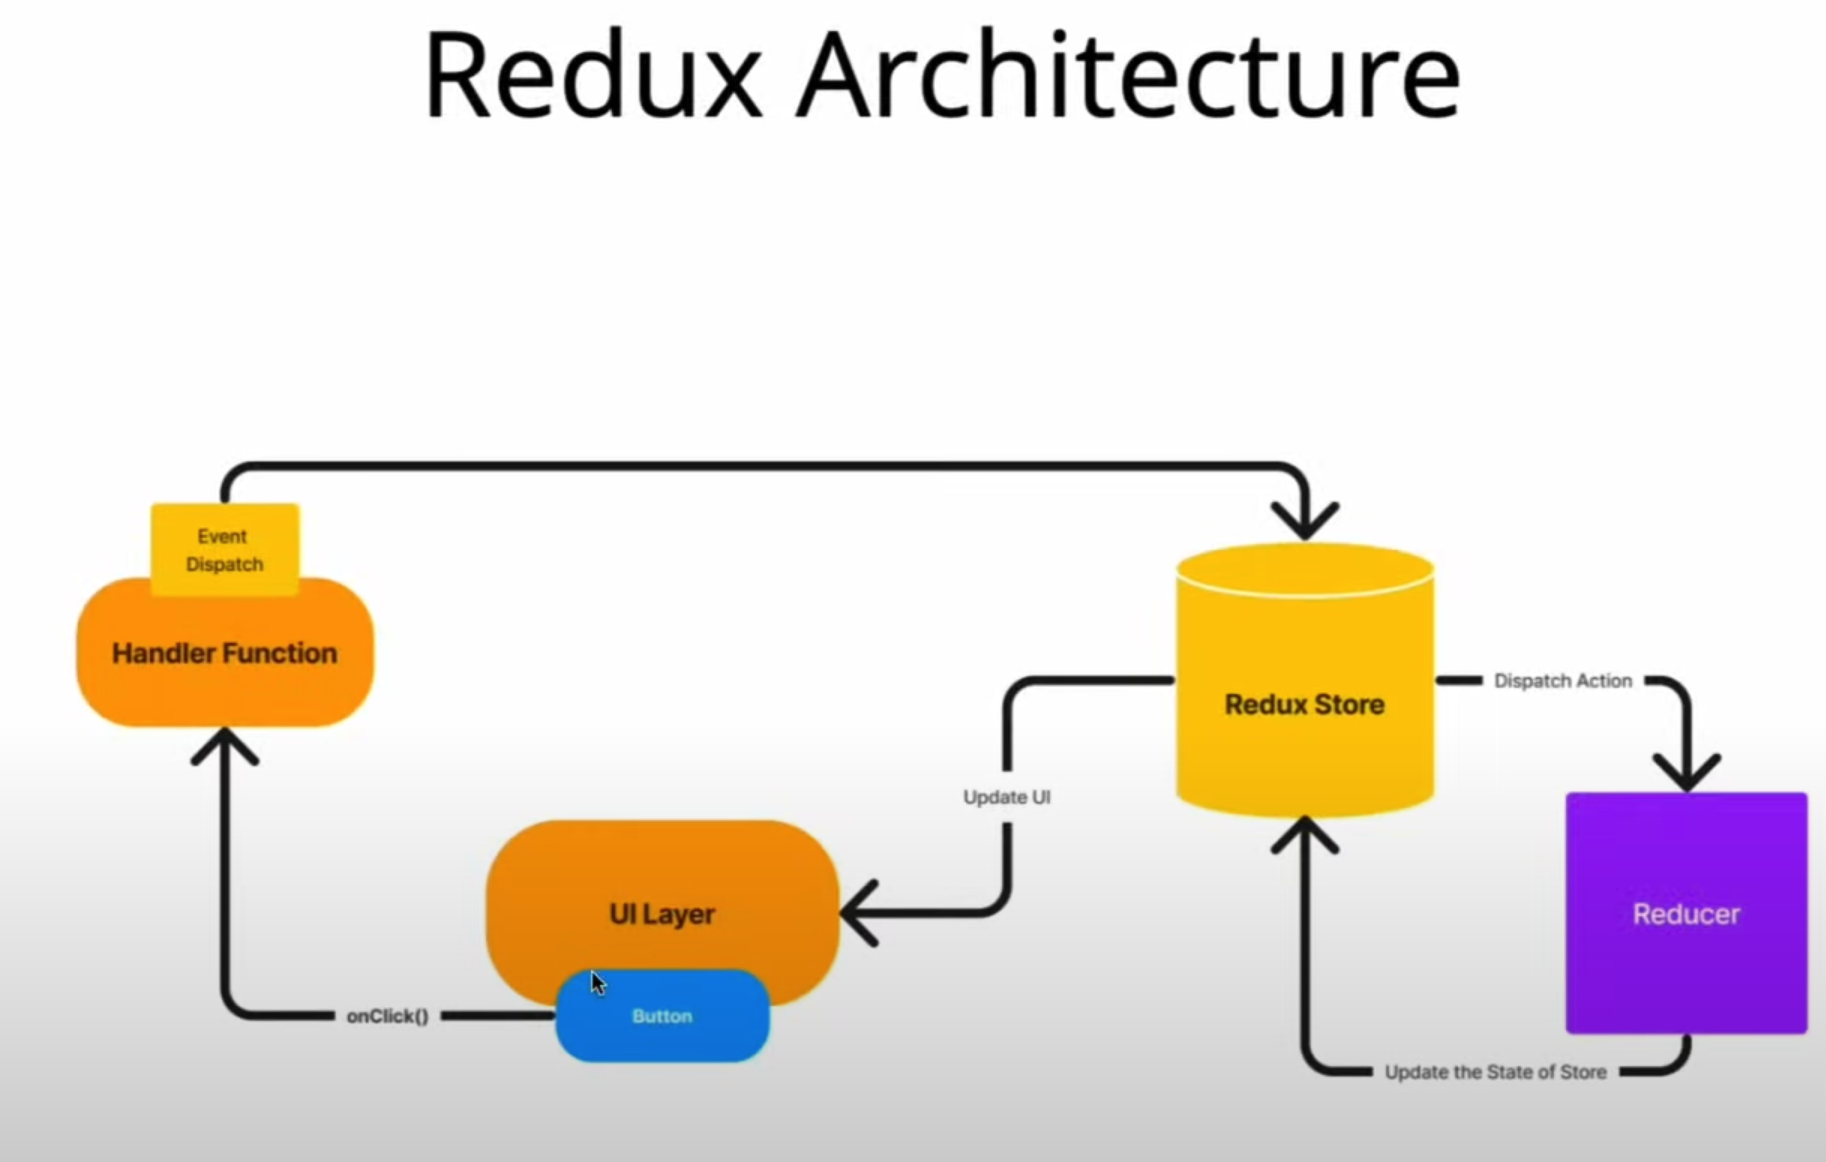 Redux Architecture
Event
Dispatch
Handler Function
Redux Store
Dispatch Action
Update UI
UI Layer
Reducer
onClick()
Button
Update the State of Store